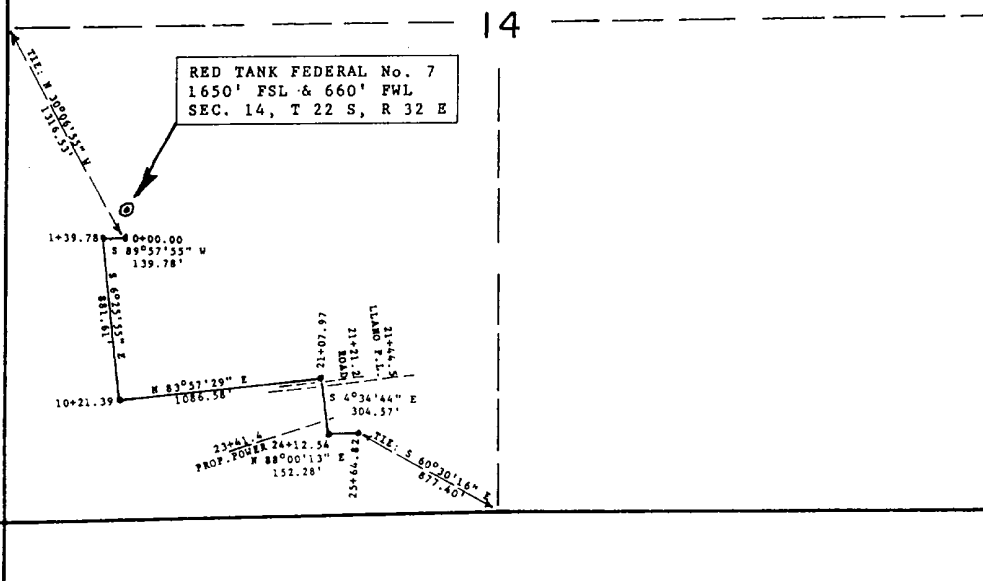 14
RED TANK FEDERAL No. 7
1650' FSL & 660' FWL
SEC. 14, T 22 S, R 32 E
TIE: N 30°06'55" W
1316.53'
1+39.78
0+00.00
S 89°57'55" W
139.78'
S 6°25'55" E
881.61'
10+21.39
N 83°57'29" E
1086.58'
21+07.97
21+21.2
ROAD
21+44.5
LLANO P.L.
S 4°34'44" E
304.57'
23+41.4
PROP. POWER
24+12.54
N 88°00'13" E
152.28'
25+64.82
TIE: S 60°30'16" E
877.40'